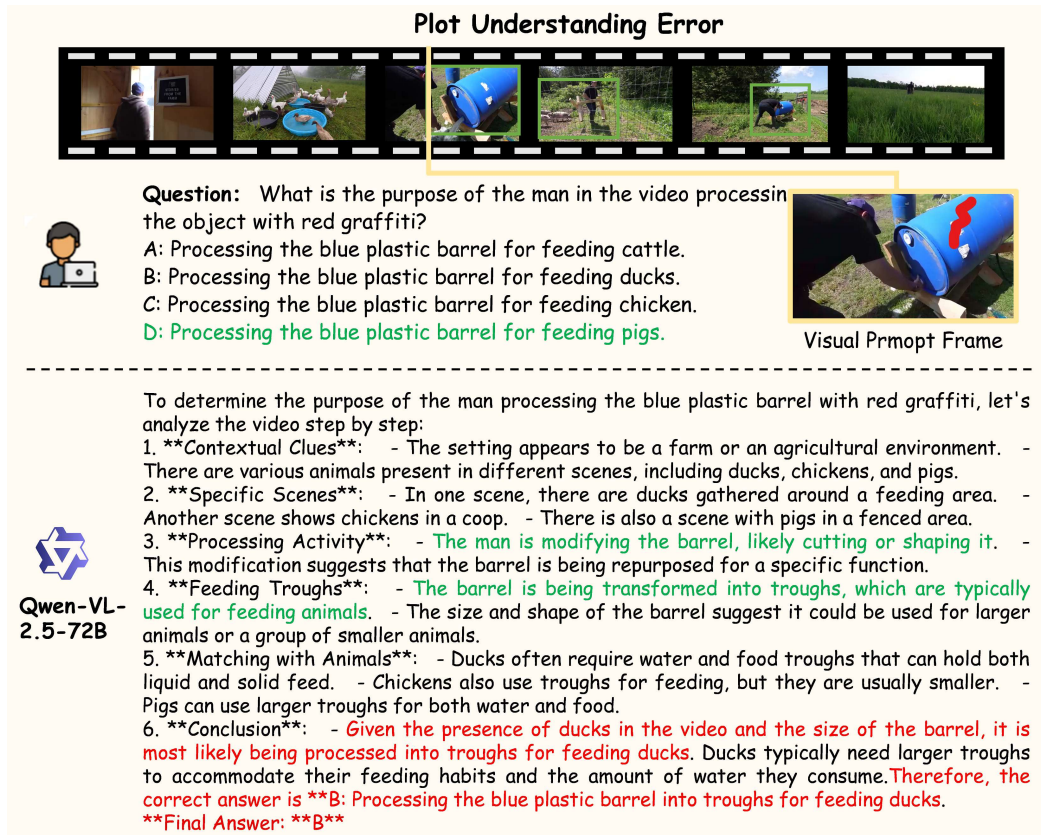 Plot Understanding Error
Question: What is the purpose of the man in the video processin
the object with red graffiti?
A: Processing the blue plastic barrel for feeding cattle.
B: Processing the blue plastic barrel for feeding ducks.
C: Processing the blue plastic barrel for feeding chicken.
D: Processing the blue plastic barrel for feeding pigs.
Visual Prmopt Frame
To determine the purpose of the man processing the blue plastic barrel with red graffiti, let's
analyze the video step by step:
1. **Contextual Clues**: - The setting appears to be a farm or an agricultural environment. -
There are various animals present in different scenes, including ducks, chickens, and pigs.
2. **Specific Scenes**: - In one scene, there are ducks gathered around a feeding area. -
Another scene shows chickens in a coop. - There is also a scene with pigs in a fenced area.
3. **Processing Activity**: - The man is modifying the barrel, likely cutting or shaping it. -
This modification suggests that the barrel is being repurposed for a specific function.
4. **Feeding Troughs**: - The barrel is being transformed into troughs, which are typically
used for feeding animals. - The size and shape of the barrel suggest it could be used for larger
animals or a group of smaller animals.
5. **Matching with Animals**: - Ducks often require water and food troughs that can hold both
liquid and solid feed. - Chickens also use troughs for feeding, but they are usually smaller. -
Pigs can use larger troughs for both water and food.
6. **Conclusion**: - Given the presence of ducks in the video and the size of the barrel, it is
most likely being processed into troughs for feeding ducks. Ducks typically need larger troughs
to accommodate their feeding habits and the amount of water they consume.Therefore, the
correct answer is **B: Processing the blue plastic barrel into troughs for feeding ducks.
**Final Answer: **B**
Qwen-VL-
2.5-72B